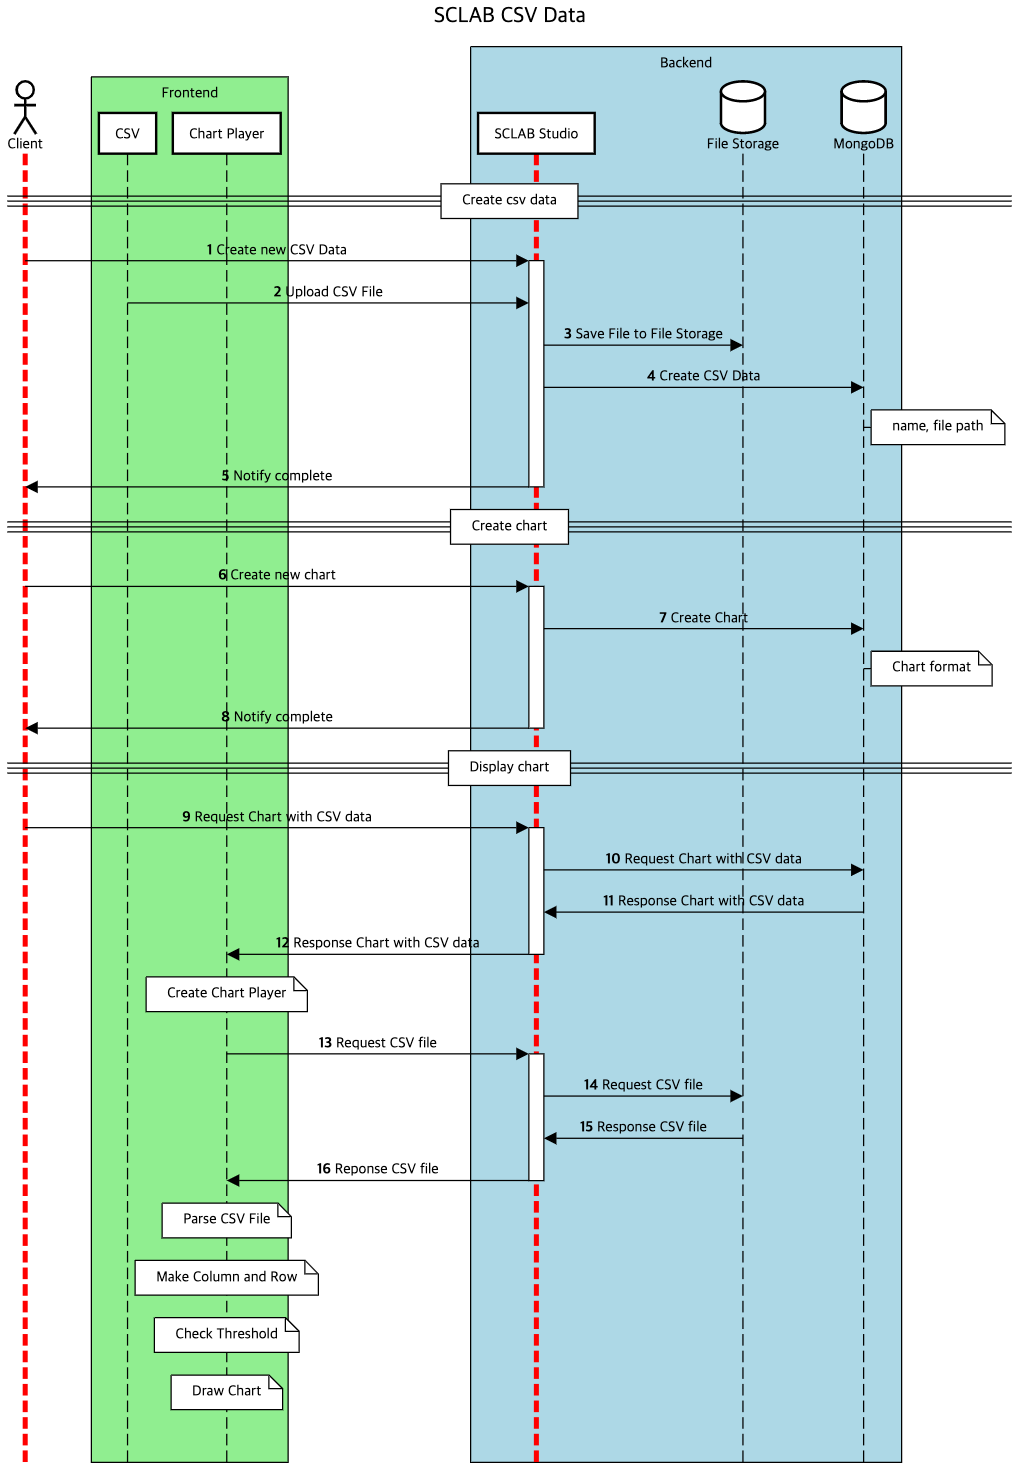 SCLAB CSV Data
Backend
Frontend
Client
CSV
Chart Player
SCLAB Studio
File Storage
MongoDB
Create csv data
1 Create new CSV Data
2 Upload CSV File
3 Save File to File Storage
4 Create CSV Data
name, file path
5 Notify complete
Create chart
6 Create new chart
7 Create Chart
Chart format
8 Notify complete
Display chart
9 Request Chart with CSV data
10 Request Chart with CSV data
11 Response Chart with CSV data
12 Response Chart with CSV data
Create Chart Player
13 Request CSV file
14 Request CSV file
15 Response CSV file
16 Reponse CSV file
Parse CSV File
Make Column and Row
Check Threshold
Draw Chart